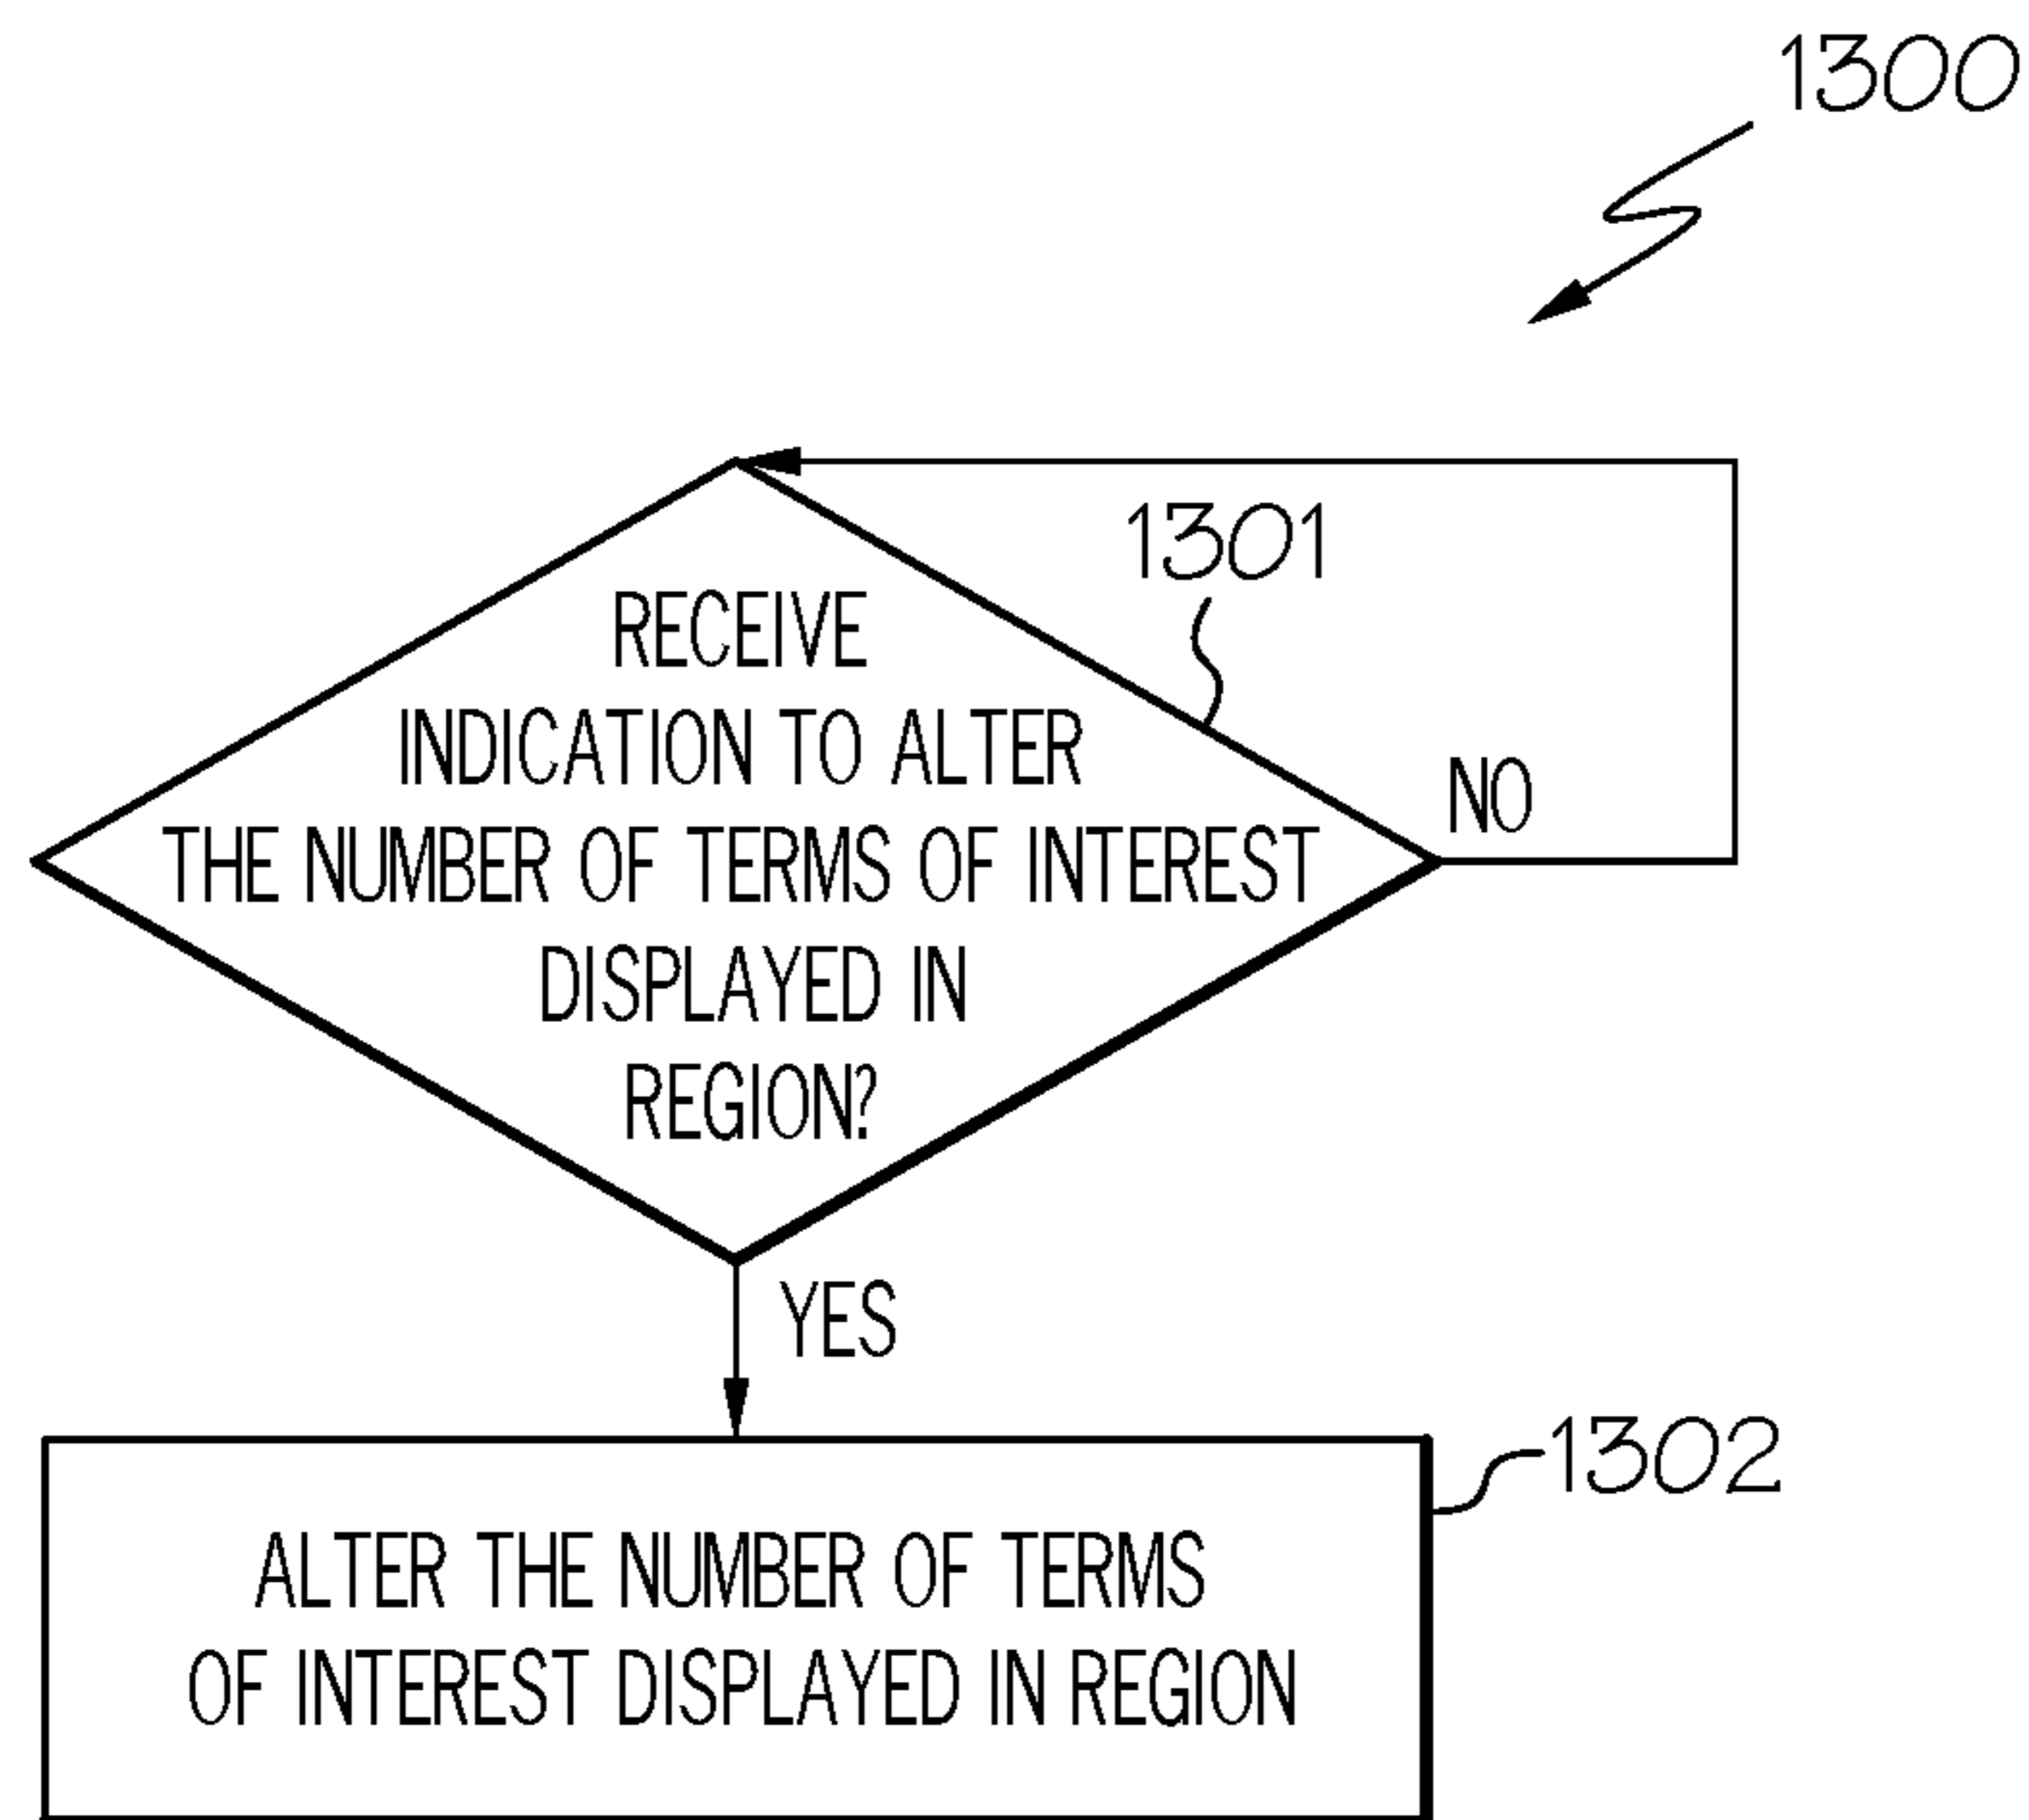 1300
1301
RECEIVE
INDICATION TO ALTER
THE NUMBER OF TERMS OF INTEREST
DISPLAYED IN
REGION?
NO
YES
1302
ALTER THE NUMBER OF TERMS
OF INTEREST DISPLAYED IN REGION